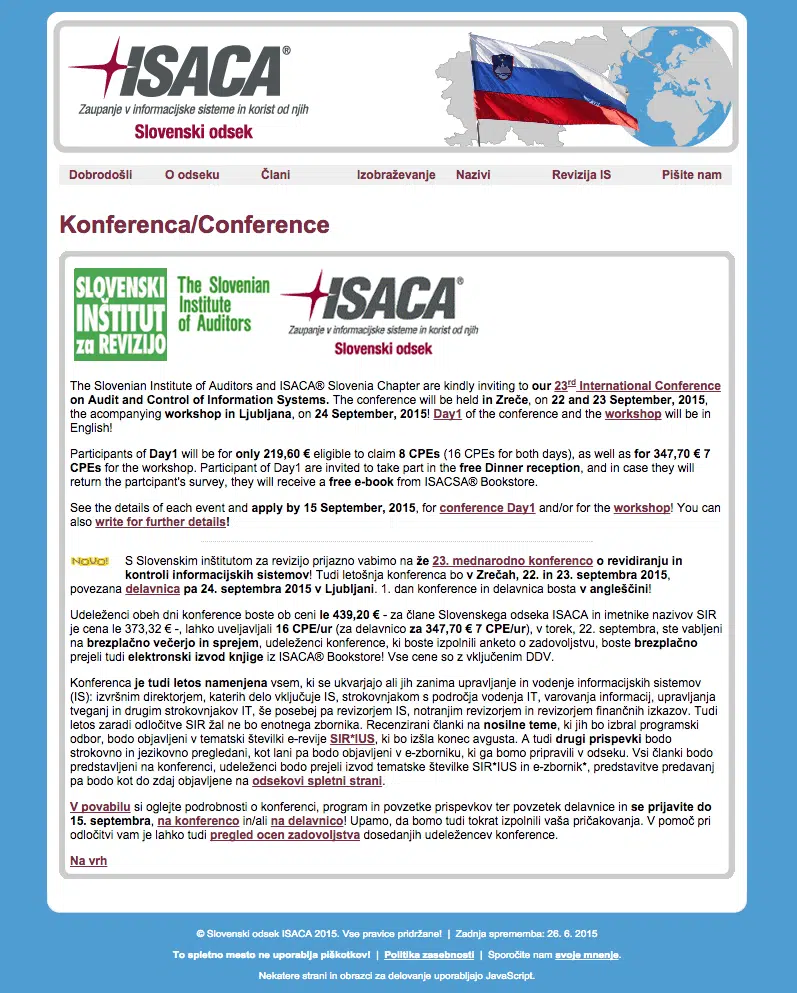 ISACA®
Zaupanje v informacijske sisteme in korist od njih
Slovenski odsek
Dobrodošli O odseku Člani Izobraževanje Nazivi Revizija IS Pišite nam
Konferenca/Conference
SLOVENSKI
INŠTITUT
za REVIZIJO
The Slovenian
Institute
of Auditors
ISACA®
Zaupanje v informacijske sisteme in korist od njih
Slovenski odsek
The Slovenian Institute of Auditors and ISACA® Slovenia Chapter are kindly inviting to our 23rd International Conference
on Audit and Control of Information Systems. The conference will be held in Zreče, on 22 and 23 September, 2015,
the acompanying workshop in Ljubljana, on 24 September, 2015! Day1 of the conference and the workshop will be in
English!
Participants of Day1 will be for only 219,60 € eligible to claim 8 CPEs (16 CPEs for both days), as well as for 347,70 € 7
CPEs for the workshop. Participant of Day1 are invited to take part in the free Dinner reception, and in case they will
return the partcipant's survey, they will receive a free e-book from ISACSA® Bookstore.
See the details of each event and apply by 15 September, 2015, for conference Day1 and/or for the workshop! You can
also write for further details!
NOVO! S Slovenskim inštitutom za revizijo prijazno vabimo na že 23. mednarodno konferenco o revidiranju in
kontroli informacijskih sistemov! Tudi letošnja konferenca bo v Zrečah, 22. in 23. septembra 2015,
povezana delavnica pa 24. septembra 2015 v Ljubljani. 1. dan konference in delavnica bosta v angleščini!
Udeleženci obeh dni konference boste ob ceni le 439,20 € - za člane Slovenskega odseka ISACA in imetnike nazivov SIR
je cena le 373,32 € -, lahko uveljavljali 16 CPE/ur (za delavnico za 347,70 € 7 CPE/ur), v torek, 22. septembra, ste vabljeni
na brezplačno večerjo in sprejem, udeleženci konference, ki boste izpolnili anketo o zadovoljstvu, boste brezplačno
prejeli tudi elektronski izvod knjige iz ISACA® Bookstore! Vse cene so z vključenim DDV.
Konferenca je tudi letos namenjena vsem, ki se ukvarjajo ali jih zanima upravljanje in vodenje informacijskih sistemov
(IS): izvršnim direktorjem, katerih delo vključuje IS, strokovnjakom s področja vodenja IT, varovanja informacij, upravljanja
tveganj in drugim strokovnjakov IT, še posebej pa revizorjem IS, notranjim revizorjem in revizorjem finančnih izkazov. Tudi
letos zaradi odločitve SIR žal ne bo enotnega zbornika. Recenzirani članki na nosilne teme, ki jih bo izbral programski
odbor, bodo objavljeni v tematski številki e-revije SIR*IUS, ki bo izšla konec avgusta. A tudi drugi prispevki bodo
strokovno in jezikovno pregledani, kot lani pa bodo objavljeni v e-zborniku, ki ga bomo pripravili v odseku. Vsi članki bodo
predstavljeni na konferenci, udeleženci bodo prejeli izvod tematske številke SIR*IUS in e-zbornik*, predstavitve predavanj
pa bodo kot do zdaj objavljene na odsekovi spletni strani.
V povabilu si oglejte podrobnosti o konferenci, program in povzetke prispevkov ter povzetek delavnice in se prijavite do
15. septembra, na konferenco in/ali na delavnico! Upamo, da bomo tudi tokrat izpolnili vaša pričakovanja. V pomoč pri
odločitvi vam je lahko tudi pregled ocen zadovoljstva dosedanjih udeležencev konference.
Na vrh
© Slovenski odsek ISACA 2015. Vse pravice pridržane! | Zadnja sprememba: 26. 6. 2015
To spletno mesto ne uporablja piškotkov! | Politika zasebnosti | Sporočite nam svoje mnenje.
Nekatere strani in obrazci za delovanje uporabljajo JavaScript.